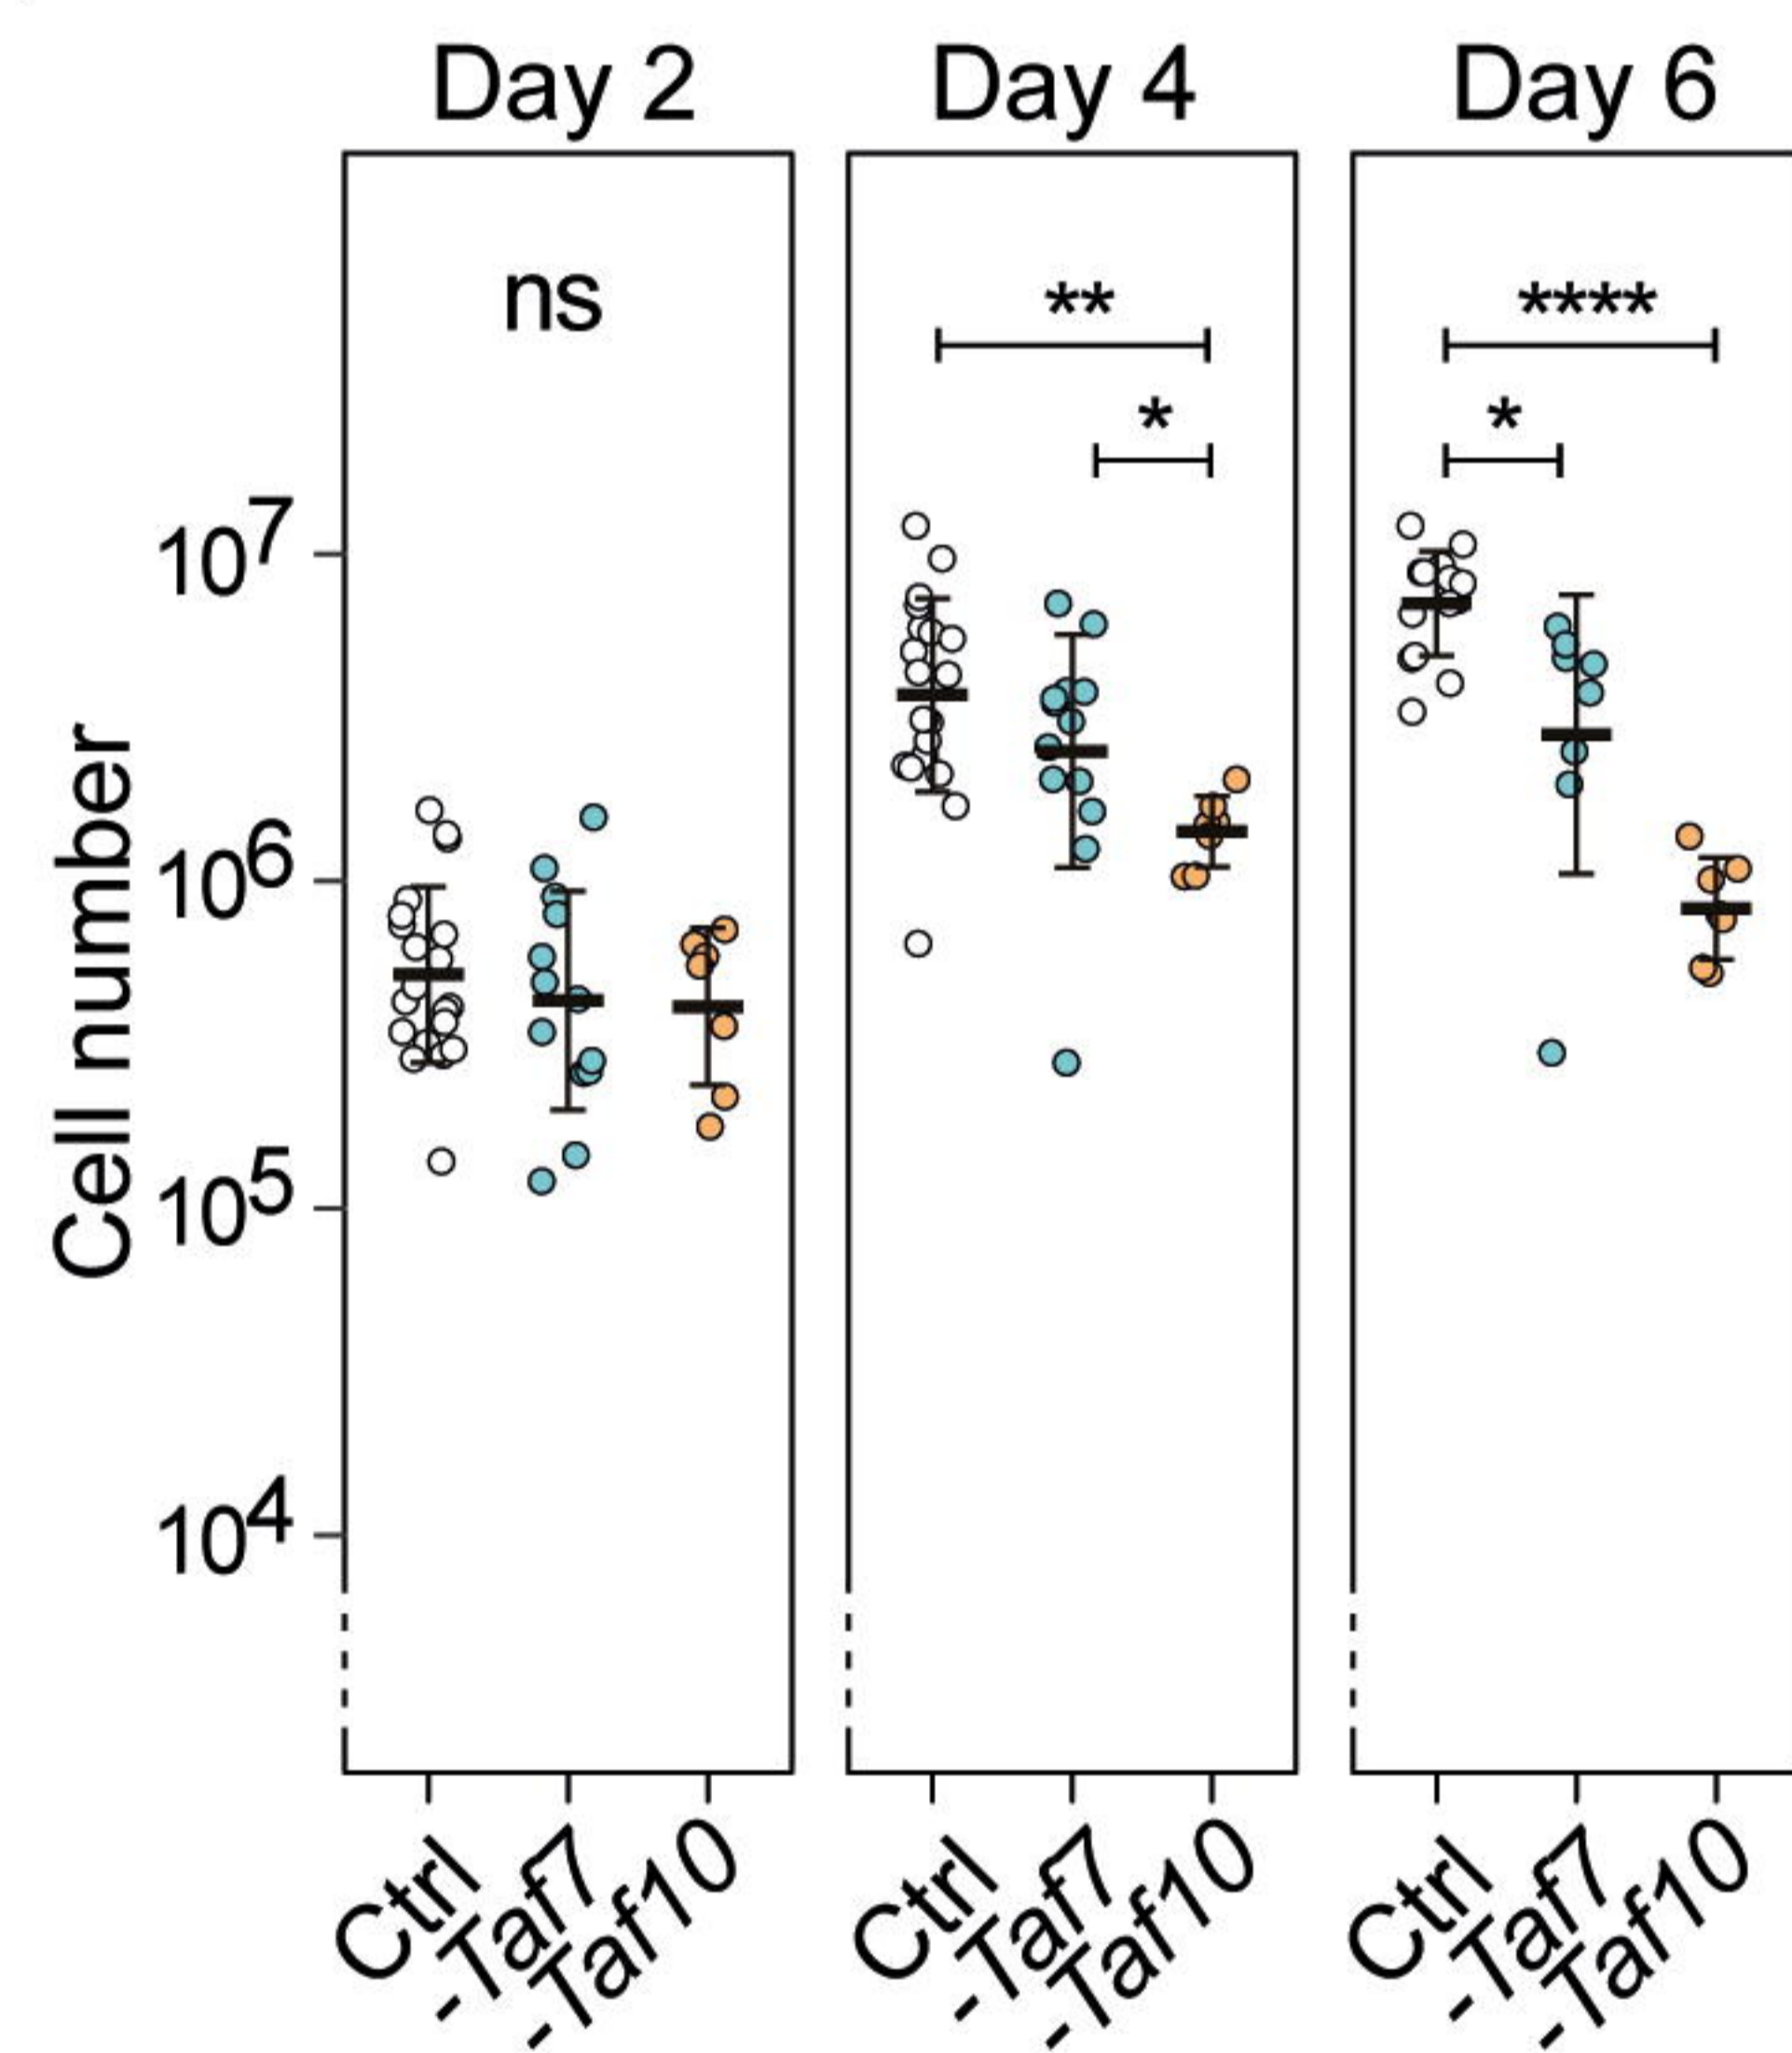 Day 2 Day 4 Day 6
ns ** ****
* *
10^7
10^6
10^5
10^4
Cell number
Ctrl -Taf7 -Taf10 Ctrl -Taf7 -Taf10 Ctrl -Taf7 -Taf10